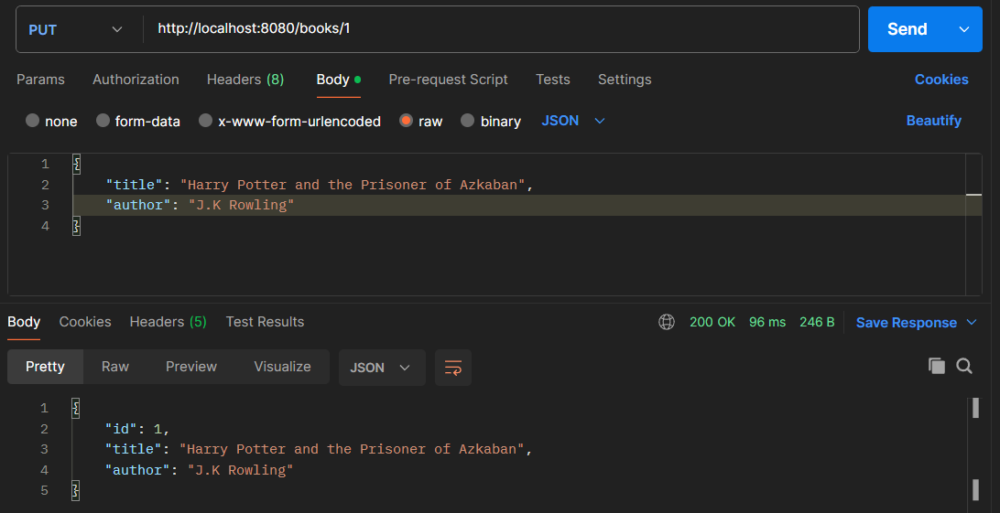 PUT http://localhost:8080/books/1 Send
Params Authorization Headers (8) Body Pre-request Script Tests Settings Cookies
none form-data x-www-form-urlencoded raw binary JSON Beautify
1 {
2 "title": "Harry Potter and the Prisoner of Azkaban",
3 "author": "J.K Rowling"
4 }
Body Cookies Headers (5) Test Results 200 OK 96 ms 246 B Save Response
Pretty Raw Preview Visualize JSON
1 {
2 "id": 1,
3 "title": "Harry Potter and the Prisoner of Azkaban",
4 "author": "J.K Rowling"
5 }